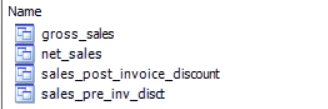 Name
gross_sales
net_sales
sales_post_invoice_discount
sales_pre_inv_disct